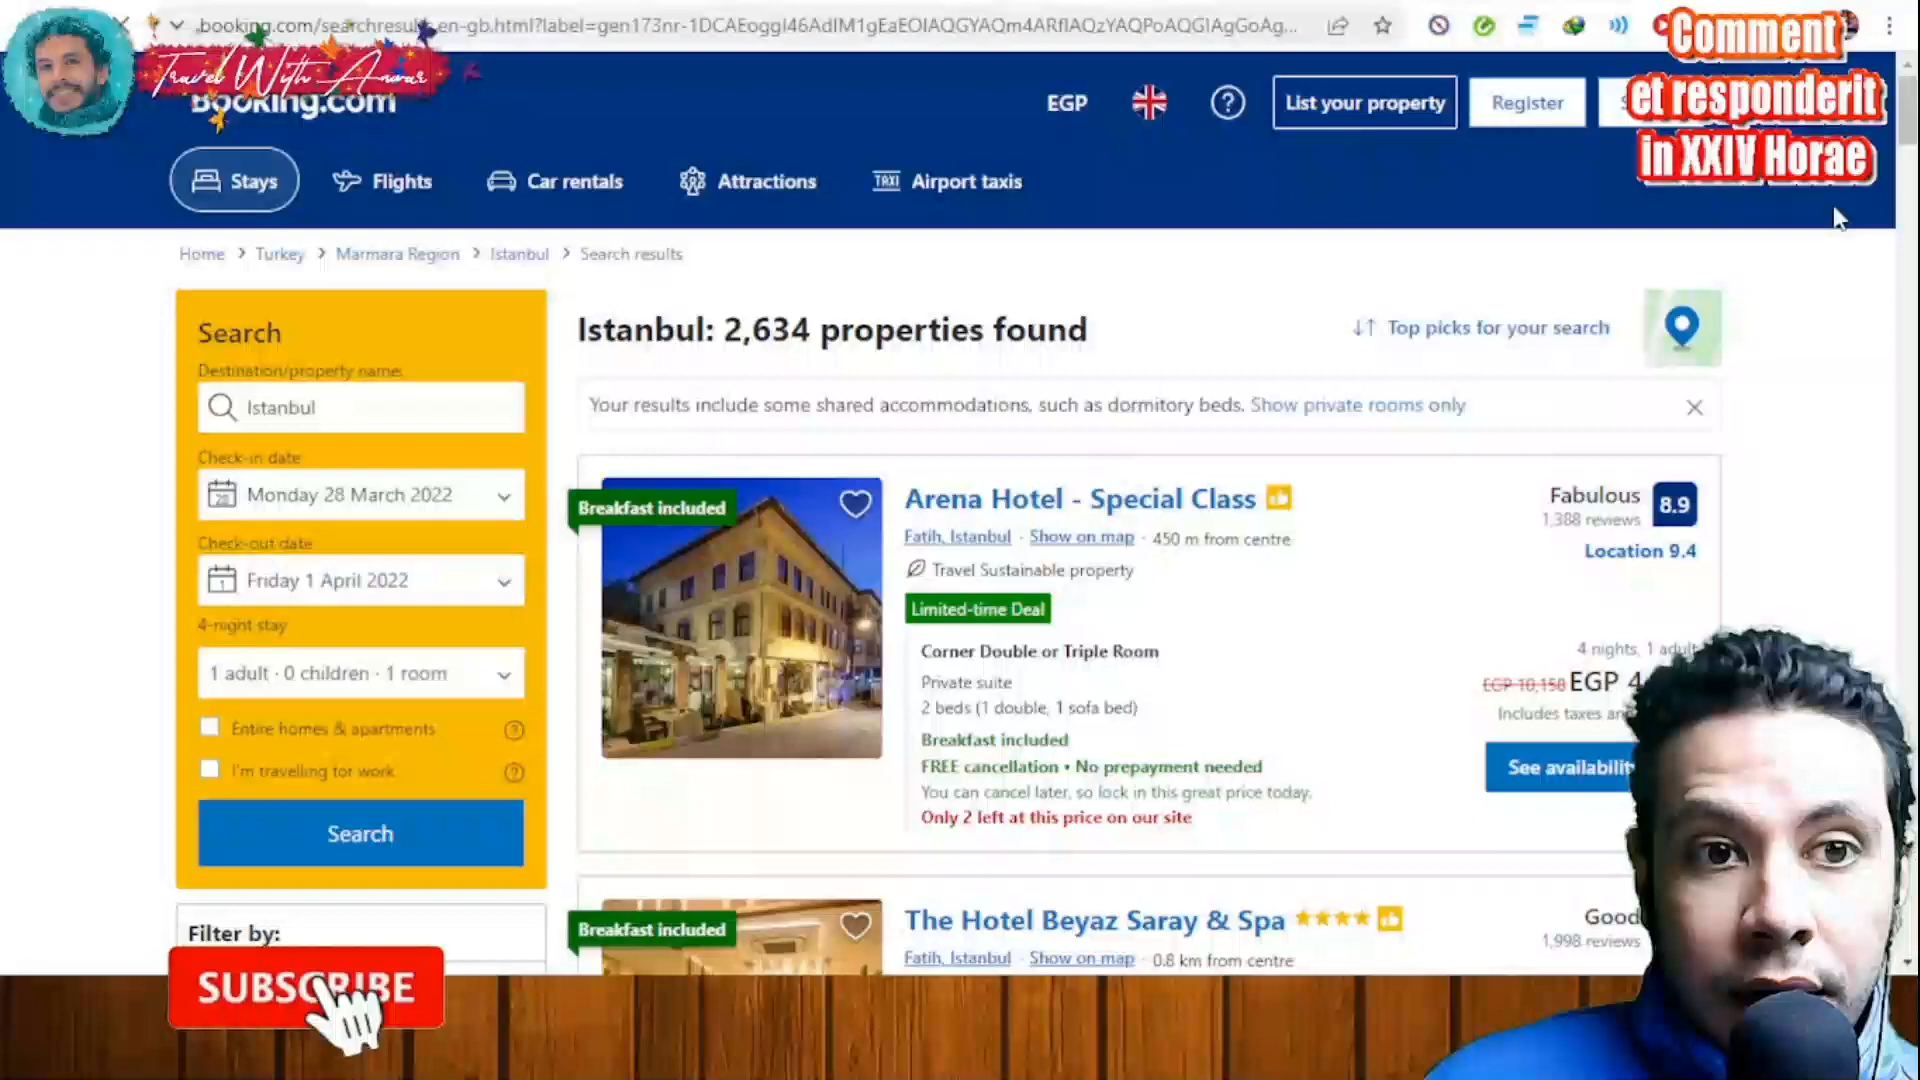 booking.com/searchresults.en-gb.html?label=gen173nr-1DCAEoggI46AdIM1gEaEOIAQGYAQm4ARfIAQzYAQPoAQGIAgGoAg...
Travel With Anwar
Booking.com
EGP
List your property
Register
Comment
et responderit
in XXIV Horae
Stays
Flights
Car rentals
Attractions
TAXI
Airport taxis
Home > Turkey > Marmara Region > Istanbul > Search results
Search
Destination/property name:
Istanbul
Check-in date
28
Monday 28 March 2022
Check-out date
1
Friday 1 April 2022
4-night stay
1 adult · 0 children · 1 room
Entire homes & apartments
I'm travelling for work
Search
Filter by:
SUBSCRIBE
Istanbul: 2,634 properties found
Top picks for your search
Your results include some shared accommodations, such as dormitory beds. Show private rooms only
Breakfast included
Arena Hotel - Special Class
Fatih, Istanbul · Show on map · 450 m from centre
Travel Sustainable property
Limited-time Deal
Corner Double or Triple Room
Private suite
2 beds (1 double, 1 sofa bed)
Breakfast included
FREE cancellation • No prepayment needed
You can cancel later, so lock in this great price today.
Only 2 left at this price on our site
Fabulous
8.9
1,388 reviews
Location 9.4
4 nights, 1 adult
EGP 10,158 EGP 4
Includes taxes an
See availability
Breakfast included
The Hotel Beyaz Saray & Spa
Fatih, Istanbul · Show on map · 0.8 km from centre
Good
1,998 reviews